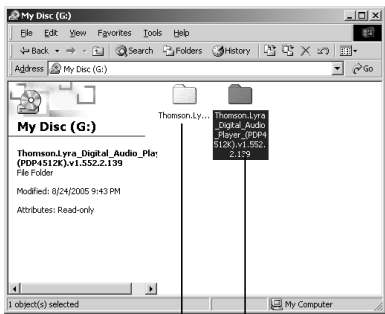 My Disc (G:)
File Edit View Favorites Tools Help
Back Search Folders History
Address My Disc (G:) Go
My Disc (G:)
Thomson.Lyra_Digital_Audio_Play
(PDP4512K).v1.552.2.139
File Folder
Modified: 8/24/2005 9:43 PM
Attributes: Read-only
Thomson.Ly...
Thomson.Lyra
_Digital_Audio
_Player_(PDP4
512K).v1.552.
2.139
1 object(s) selected
My Computer